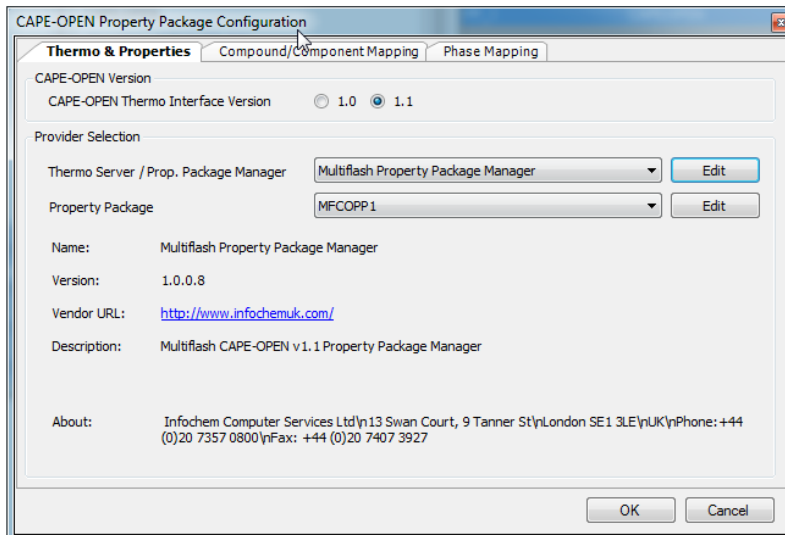 CAPE-OPEN Property Package Configuration
Thermo & Properties
Compound/Component Mapping
Phase Mapping
CAPE-OPEN Version
CAPE-OPEN Thermo Interface Version
1.0
1.1
Provider Selection
Thermo Server / Prop. Package Manager
Multiflash Property Package Manager
Edit
Property Package
MFCOPP1
Edit
Name:
Multiflash Property Package Manager
Version:
1.0.0.8
Vendor URL:
http://www.infochemuk.com/
Description:
Multiflash CAPE-OPEN v1.1 Property Package Manager
About:
Infochem Computer Services Ltd\n13 Swan Court, 9 Tanner St\nLondon SE1 3LE\nUK\nPhone:+44
(0)20 7357 0800\nFax: +44 (0)20 7407 3927
OK
Cancel